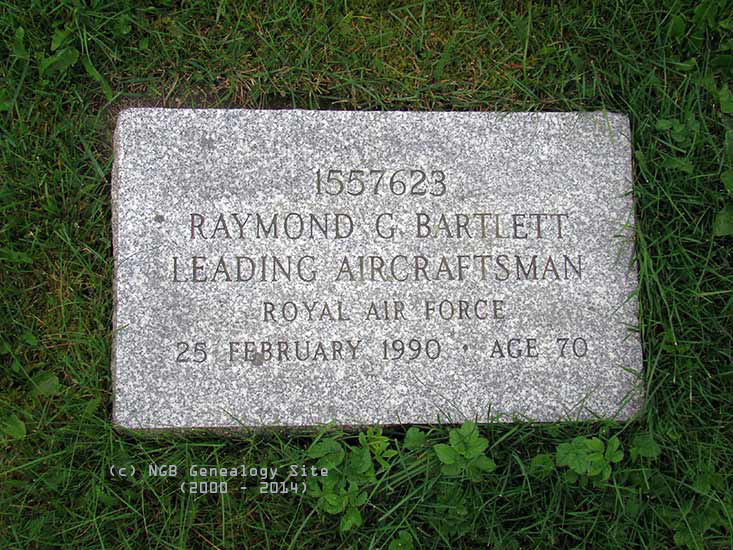 1557623
RAYMOND G. BARTLETT
LEADING AIRCRAFTSMAN
ROYAL AIR FORCE
25 FEBRUARY 1990 · AGE 70
(c) NGB Genealogy Site
(2000 - 2014)